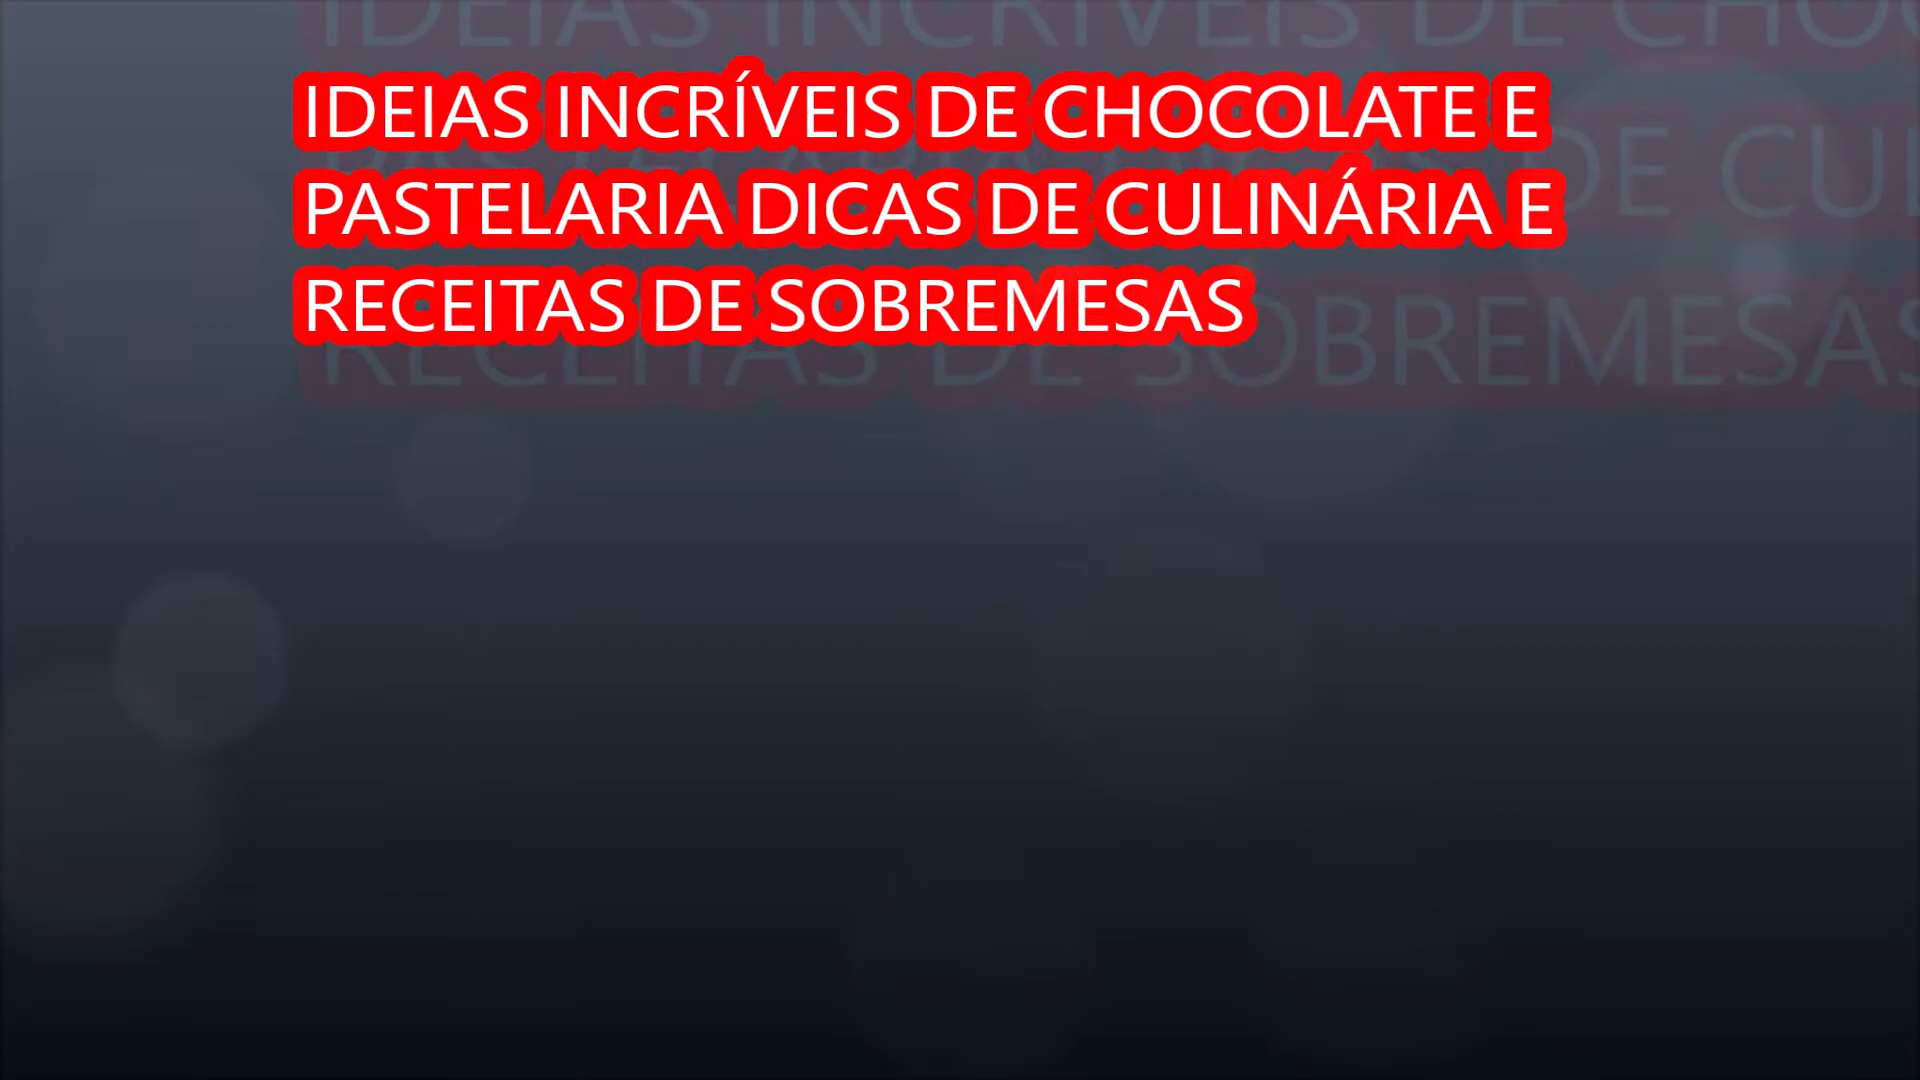 IDEIAS INCRÍVEIS DE CHOCOLATE E
PASTELARIA DICAS DE CULINÁRIA E
RECEITAS DE SOBREMESAS